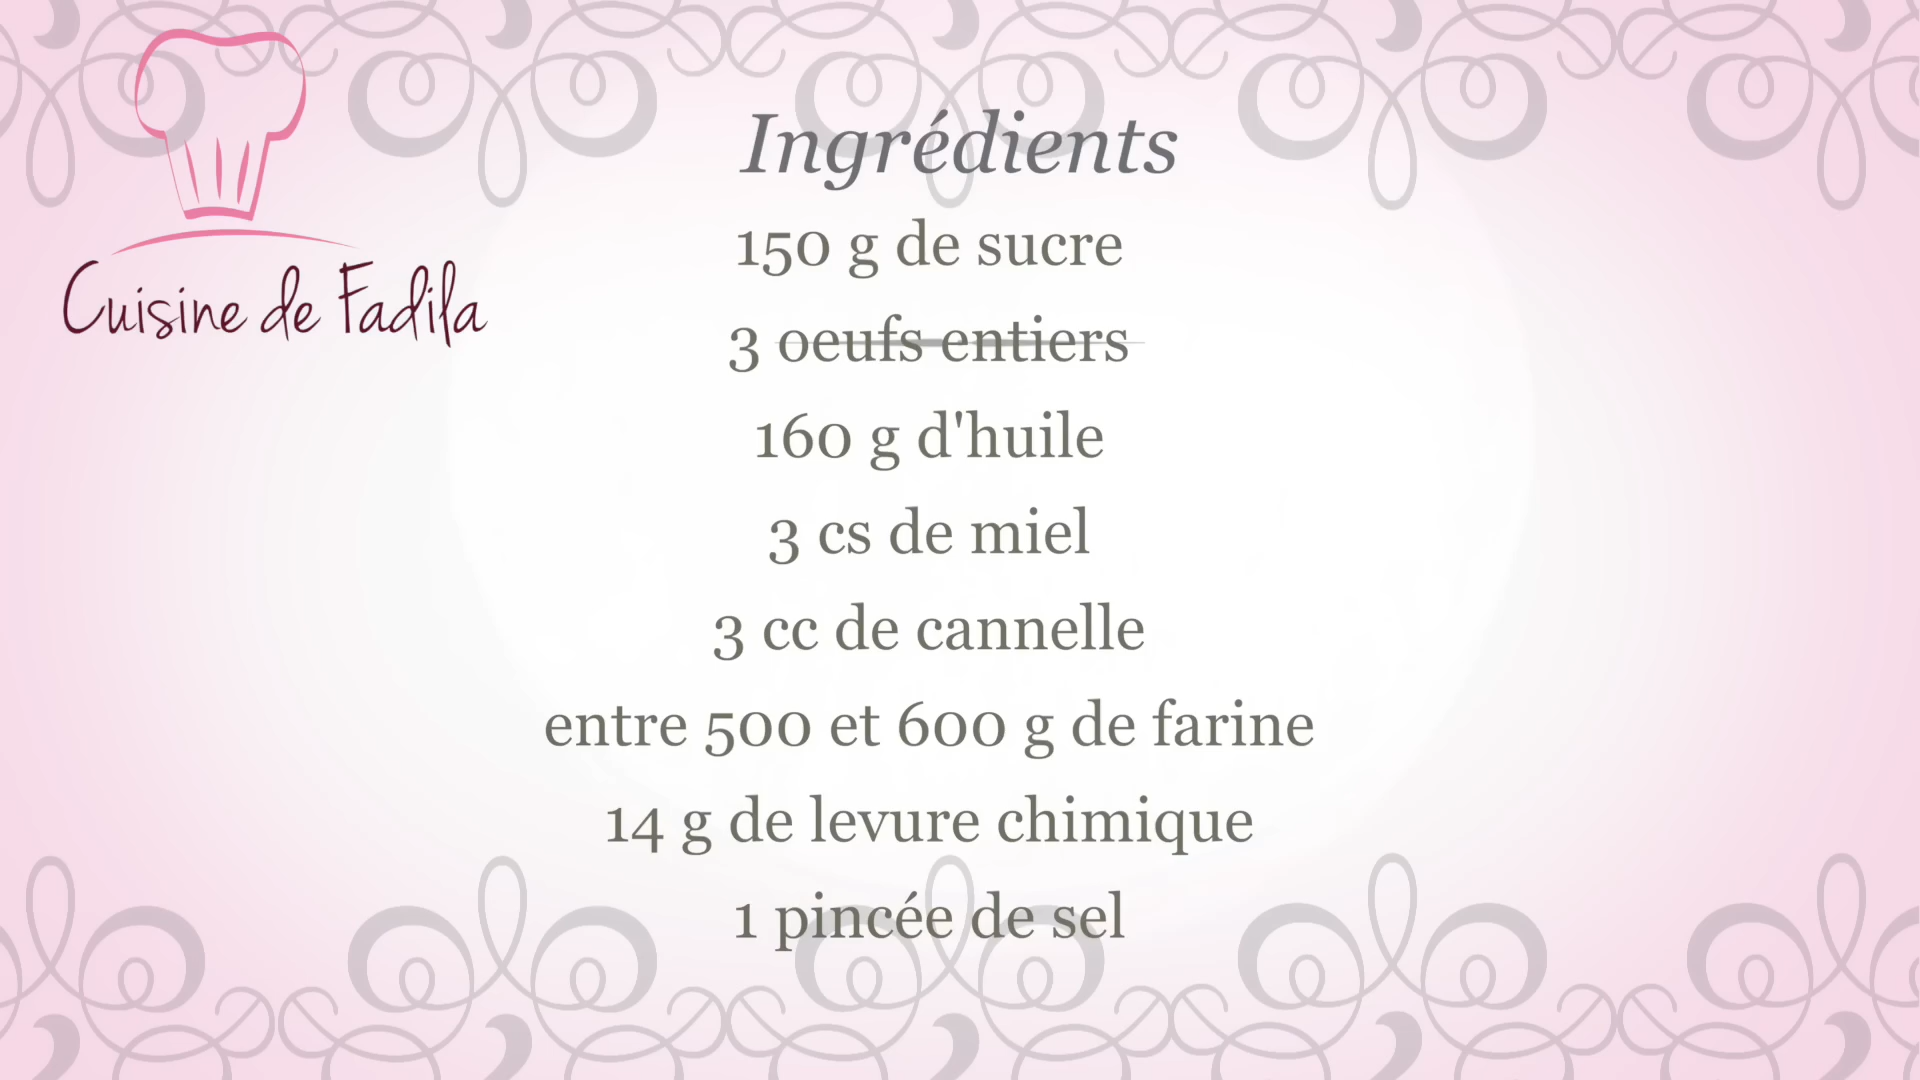 Cuisine de Fadila
Ingrédients
150 g de sucre
3 oeufs entiers
160 g d'huile
3 cs de miel
3 cc de cannelle
entre 500 et 600 g de farine
14 g de levure chimique
1 pincée de sel